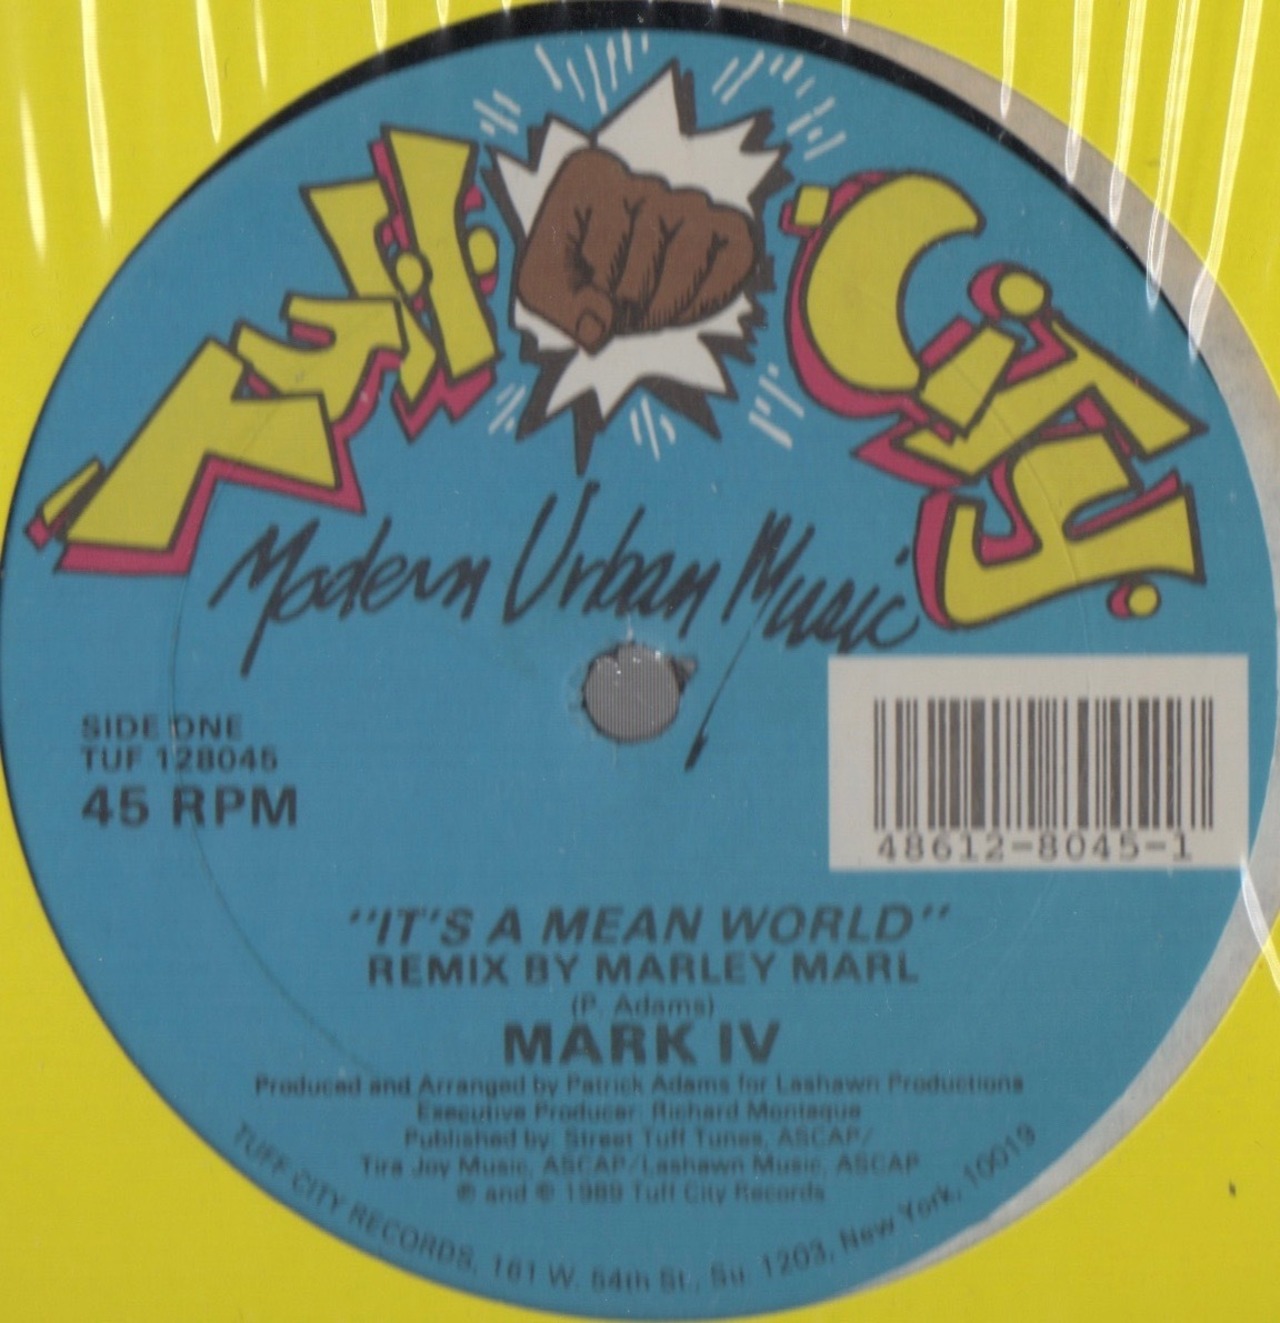 Tuff City
Modern Urban Music
SIDE ONE
TUF 128045
45 RPM
48612-8045-1
"IT'S A MEAN WORLD"
REMIX BY MARLEY MARL
(P. Adams)
MARK IV
Produced and Arranged by Patrick Adams for Lashawn Productions
Executive Producer: Richard Montague
Published by: Street Tuff Tunes, ASCAP/
Tira Joy Music, ASCAP/Lashawn Music, ASCAP
℗ and © 1989 Tuff City Records
TUFF CITY RECORDS, 161 W. 54th St., Su. 1203, New York, 10019